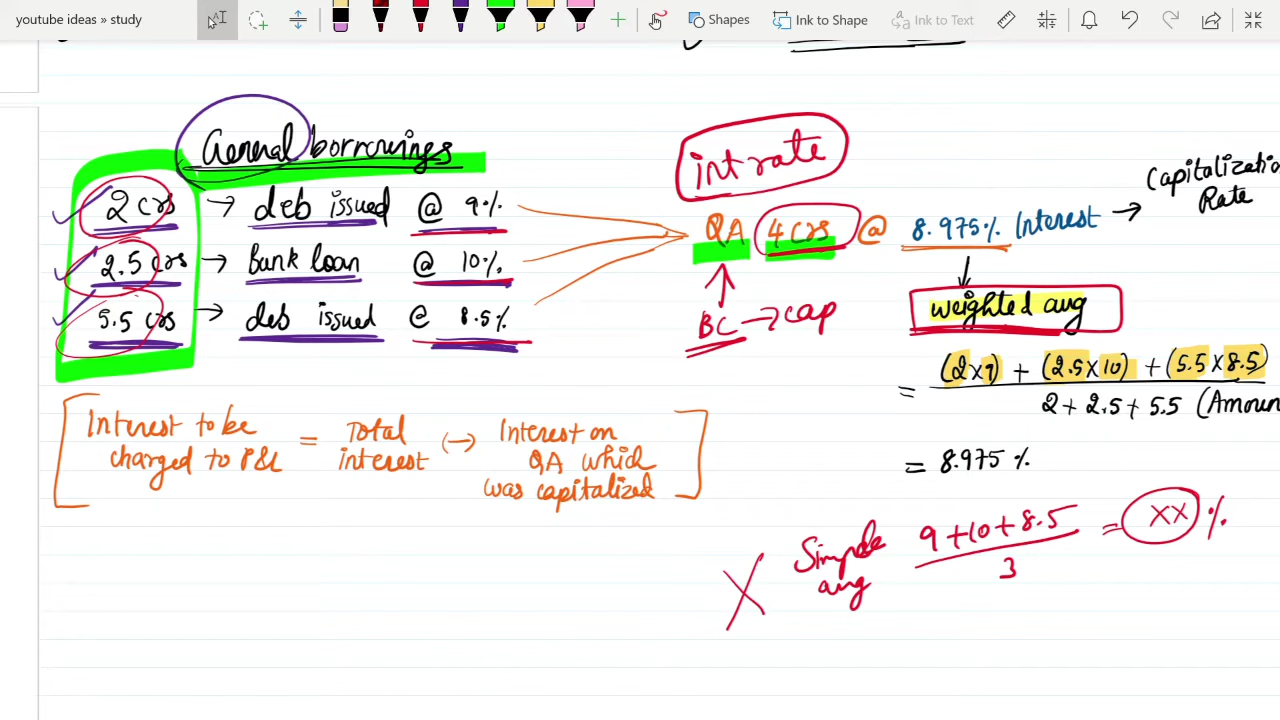 youtube ideas » study
Shapes
Ink to Shape
Ink to Text
General borrowings
2 crs → deb issued @ 9%
2.5 crs → Bank loan @ 10%
5.5 crs → deb issued @ 8.5%
int rate
QA 4 crs @ 8.975% Interest →
Capitalization
Rate
BC → cap
weighted avg
= (2×9) + (2.5×10) + (5.5×8.5)
2 + 2.5 + 5.5 (Amoun
= 8.975 %
Interest to be
charged to P&L
=
Total
interest
(→)
Interest on
QA which
was capitalized
X
Simple
avg
9+10+8.5
3
= XX %